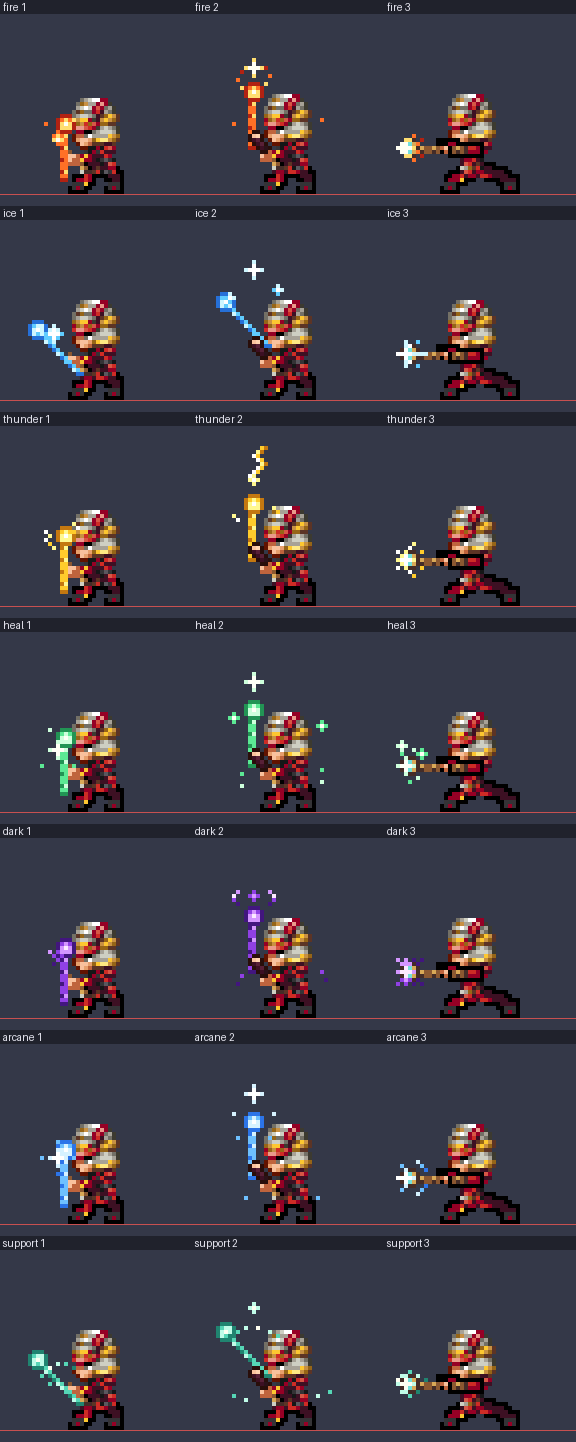 fire 1 fire 2 fire 3
ice 1 ice 2 ice 3
thunder 1 thunder 2 thunder 3
heal 1 heal 2 heal 3
dark 1 dark 2 dark 3
arcane 1 arcane 2 arcane 3
support 1 support 2 support 3